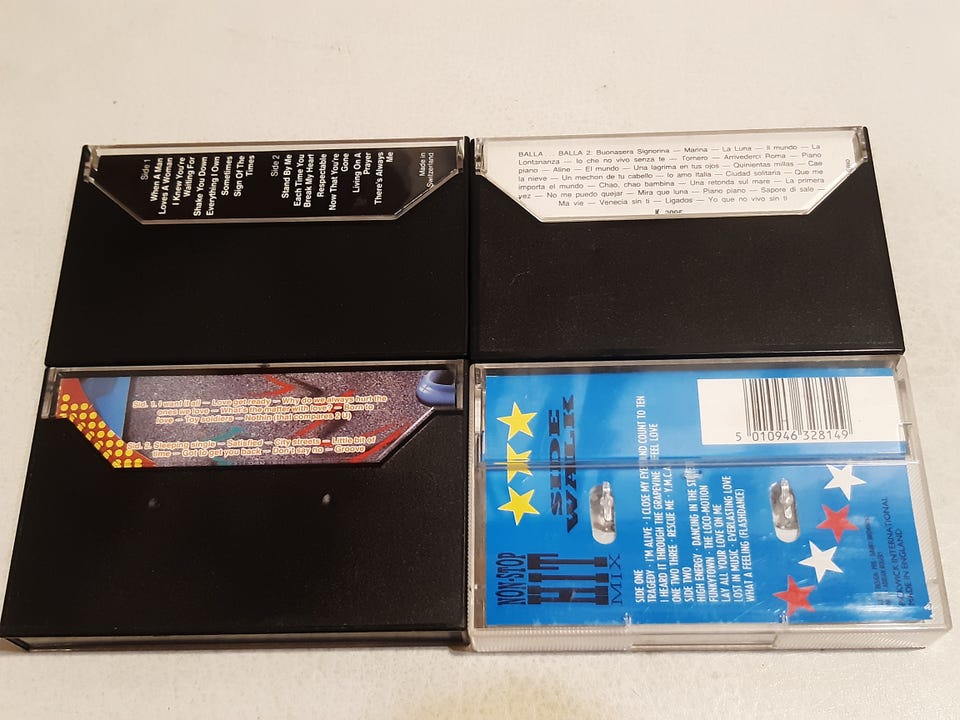 Side 1
When A Man
Loves A Woman
I Knew You're
Waiting For
Shake You Down
Everything I Own
Sometimes
Sign Of The
Times
Side 2
Stand By Me
Each Time You
Break My Heart
Respectable
Now That You're
Gone
Living On A
Prayer
There's Always
Me
Made in
Switzerland
BALLA ... BALLA 2: Buonasera Signorina — Marina — La Luna — Il mundo — La
Lontananza — Io che no vivo senza te — Tornero — Arrivederci Roma — Piano
piano — Aline — El mundo — Una lagrima en tus ojos — Quinientas millas — Cae
la nieve — Un mechon de tu cabello — Io amo Italia — Ciudad solitaria — Que me
importa el mundo — Chao, chao bambina — Una retonda sul mare — La primera
vez — No me puedo quejar — Mira que luna — Piano piano — Sapore di sale —
Ma vie — Venecia sin ti — Ligados — Yo que no vivo sin ti
Sid. 1. I want it all — Love get ready — Why do we always hurt the
ones we love — What's the matter with love? — Born to
love — Toy soldiers — Nothin (that compares 2 U)
Sid. 2. Sleeping single — Satisfied — City streets — Little bit of
time — Get to get you back — Don't say no — Groove
SIDE
WALK
NON-STOP
HIT
MIX
SIDE ONE
TRAGEDY · I'M ALIVE · I CLOSE MY EYES AND COUNT TO TEN
I HEARD IT THROUGH THE GRAPEVINE · I FEEL LOVE
ONE TWO THREE · RESCUE ME · Y.M.C.A.
SIDE TWO
HIGH ENERGY · DANCING IN THE STREET
FUNKYTOWN · THE LOCO-MOTION
LAY ALL YOUR LOVE ON ME
LOST IN MUSIC · EVERLASTING LOVE
WHAT A FEELING (FLASHDANCE)
5 010946 328149
PICKWICK INTERNATIONAL
MADE IN ENGLAND